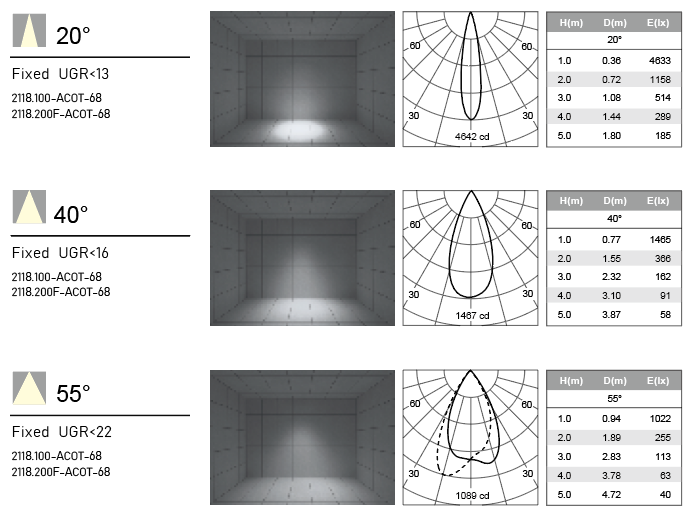 20°
Fixed UGR<13
2118.100-ACOT-68
2118.200F-ACOT-68
60
30 30
4642 cd
H(m) D(m) E(lx)
20°
1.0 0.36 4633
2.0 0.72 1158
3.0 1.08 514
4.0 1.44 289
5.0 1.80 185
40°
Fixed UGR<16
2118.100-ACOT-68
2118.200F-ACOT-68
60
30 30
1467 cd
H(m) D(m) E(lx)
40°
1.0 0.77 1465
2.0 1.55 366
3.0 2.32 162
4.0 3.10 91
5.0 3.87 58
55°
Fixed UGR<22
2118.100-ACOT-68
2118.200F-ACOT-68
60
30 30
1089 cd
H(m) D(m) E(lx)
55°
1.0 0.94 1022
2.0 1.89 255
3.0 2.83 113
4.0 3.78 63
5.0 4.72 40